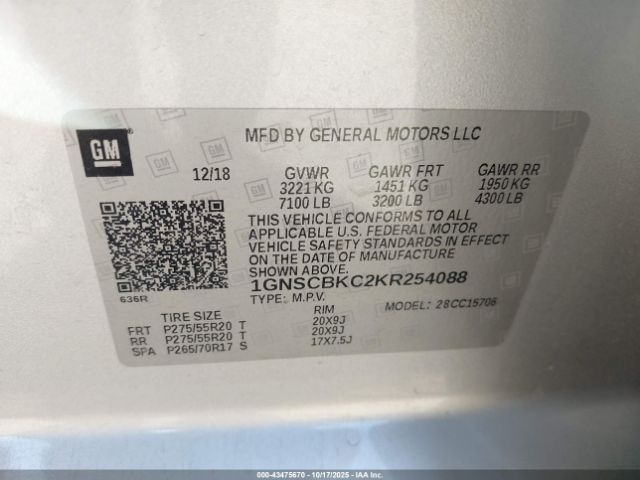 GM
MFD BY GENERAL MOTORS LLC
12/18 GVWR GAWR FRT GAWR RR
3221 KG 1451 KG 1950 KG
7100 LB 3200 LB 4300 LB
THIS VEHICLE CONFORMS TO ALL
APPLICABLE U.S. FEDERAL MOTOR
VEHICLE SAFETY STANDARDS IN EFFECT
ON THE DATE OF MANUFACTURE
SHOWN ABOVE.
1GNSCBKC2KR254088
TYPE: M.P.V. MODEL: 28CC15706
636R
TIRE SIZE RIM
FRT P275/55R20 T 20X9J
RR P275/55R20 T 20X9J
SPA P265/70R17 S 17X7.5J
000-43475670 | 10/17/2025 - IAA Inc.